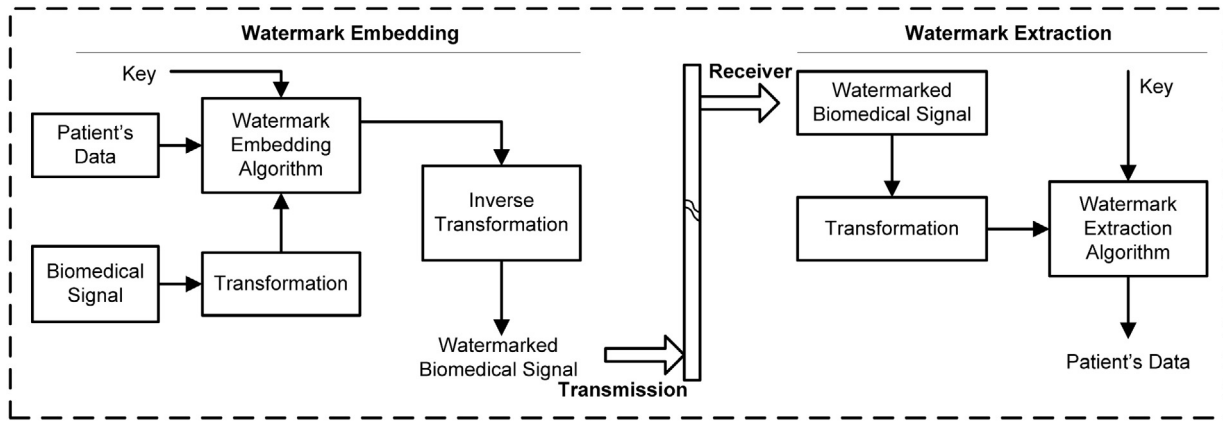 Watermark Embedding
Key
Patient's
Data
Watermark
Embedding
Algorithm
Biomedical
Signal
Transformation
Inverse
Transformation
Watermarked
Biomedical Signal
Transmission
Receiver
Watermark Extraction
Watermarked
Biomedical Signal
Key
Transformation
Watermark
Extraction
Algorithm
Patient's Data